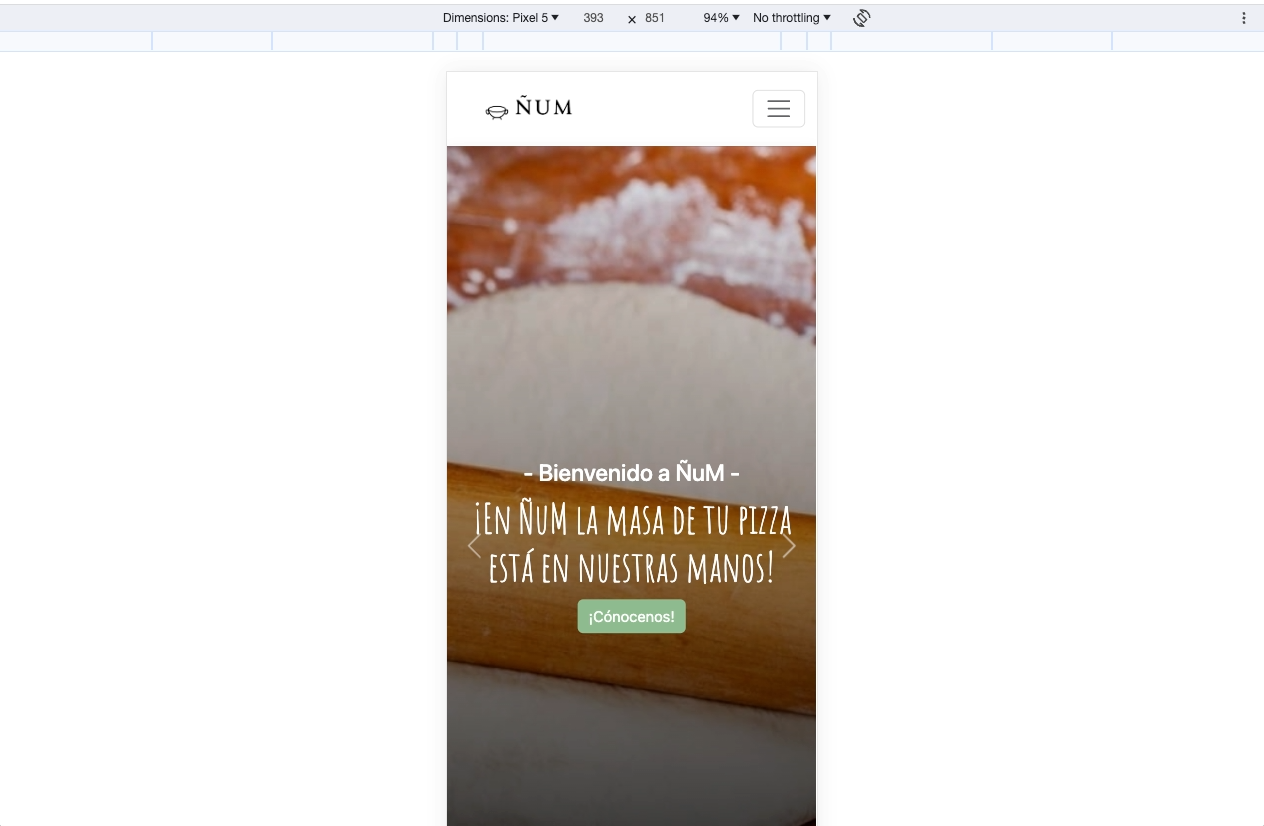 Dimensions: Pixel 5 393 × 851 94% No throttling
ÑUM
- Bienvenido a ÑuM -
¡En ÑuM la masa de tu pizza
está en nuestras manos!
¡Cónocenos!